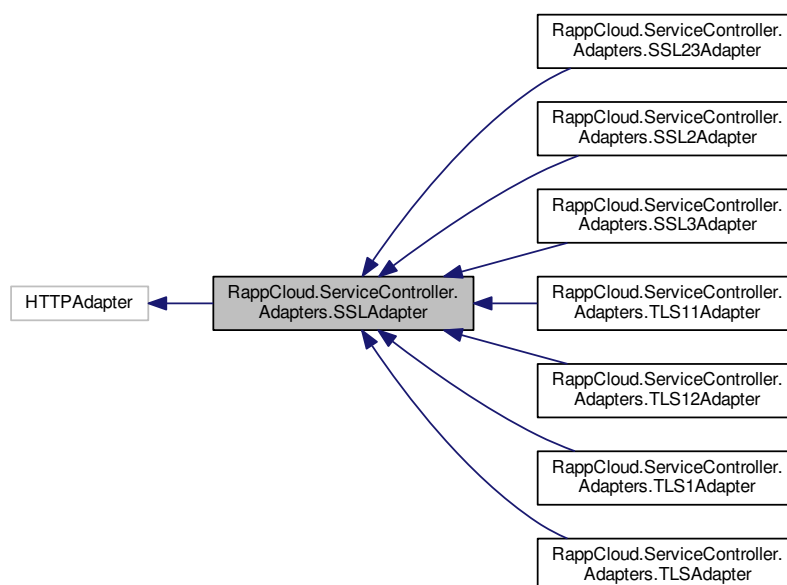 RappCloud.ServiceController.
Adapters.SSL23Adapter
RappCloud.ServiceController.
Adapters.SSL2Adapter
RappCloud.ServiceController.
Adapters.SSL3Adapter
HTTPAdapter
RappCloud.ServiceController.
Adapters.SSLAdapter
RappCloud.ServiceController.
Adapters.TLS11Adapter
RappCloud.ServiceController.
Adapters.TLS12Adapter
RappCloud.ServiceController.
Adapters.TLS1Adapter
RappCloud.ServiceController.
Adapters.TLSAdapter